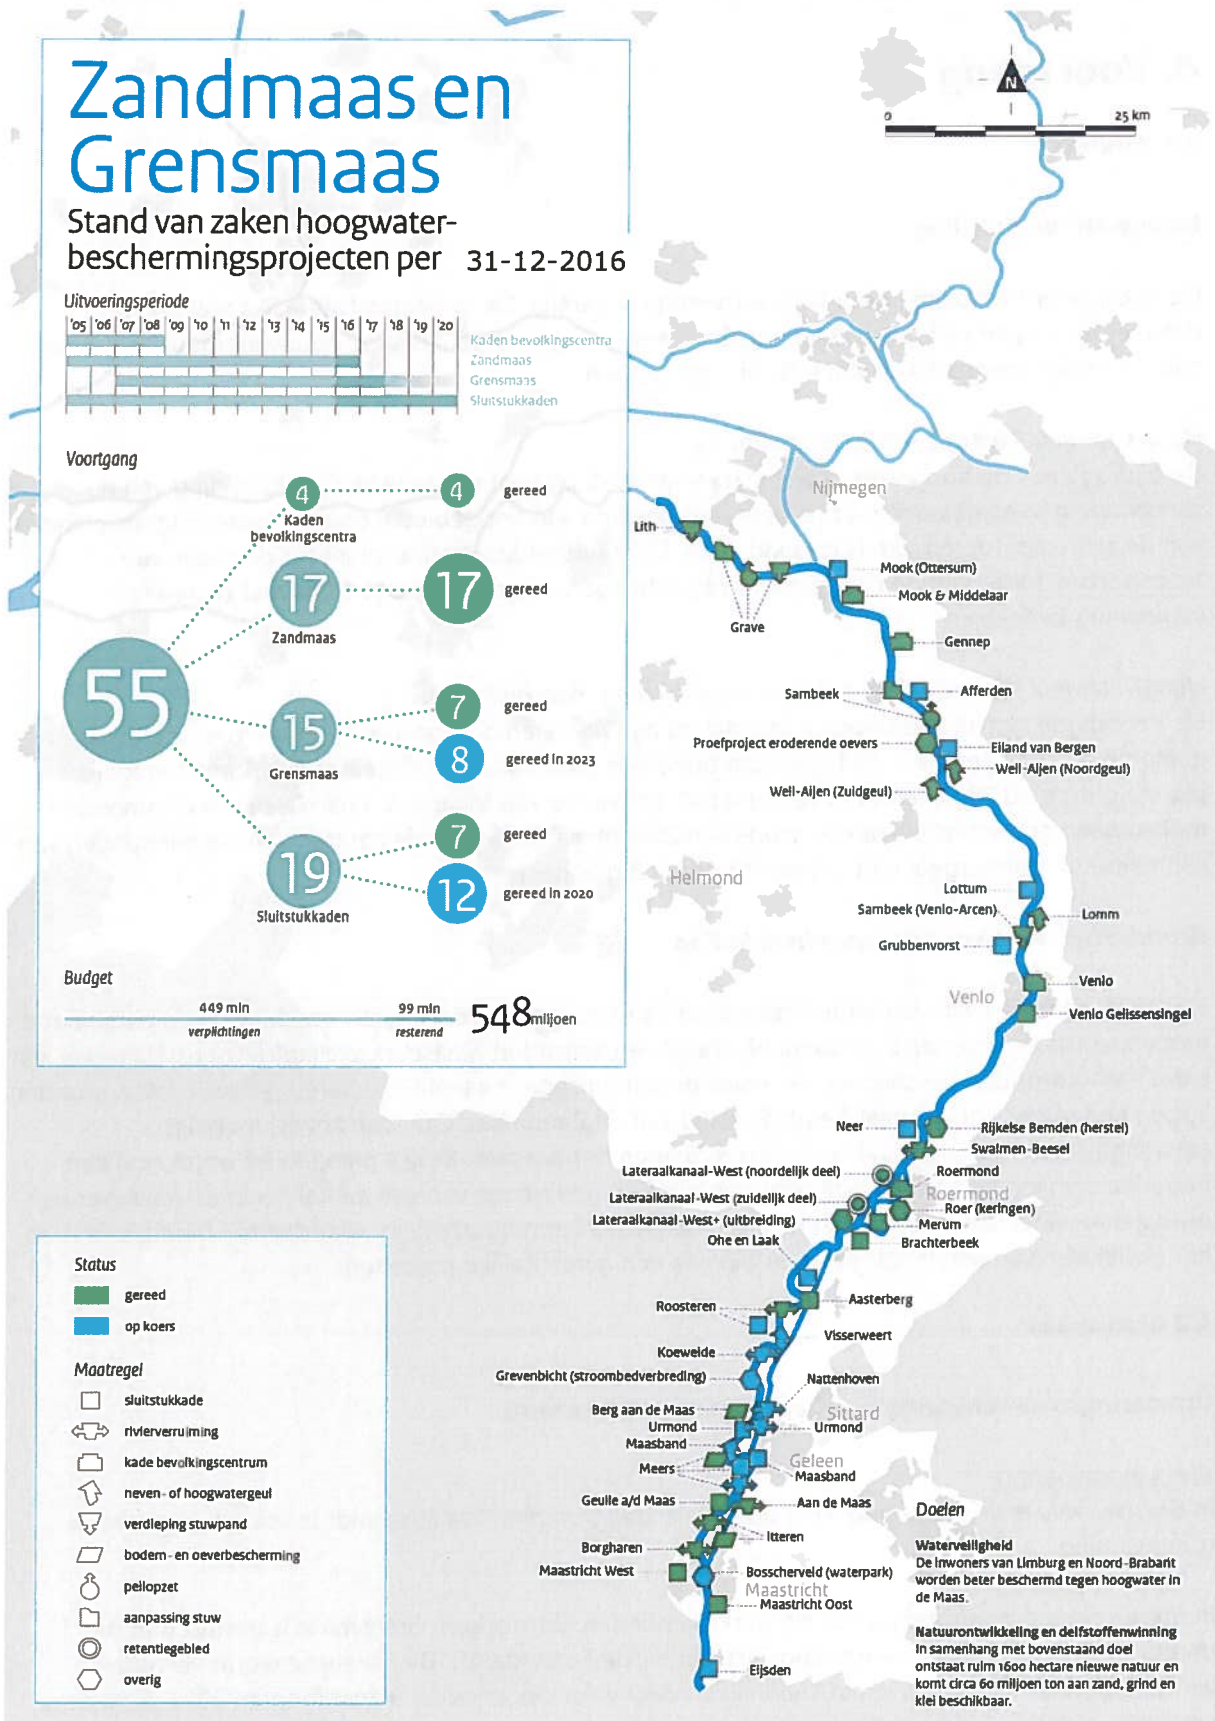 Zandmaas en
Grensmaas
Stand van zaken hoogwater-
beschermingsprojecten per 31-12-2016
Uitvoeringsperiode
'05 '06 '07 '08 '09 '10 '11 '12 '13 '14 '15 '16 '17 '18 '19 '20
Kaden bevolkingscentra
Zandmaas
Grensmaas
Sluitstukkaden
Voortgang
4
Kaden
bevolkingscentra
4
gereed
17
Zandmaas
17
gereed
55
15
Grensmaas
7
gereed
8
gereed in 2023
19
Sluitstukkaden
7
gereed
12
gereed in 2020
Budget
449 mln
verplichtingen
99 mln
resterend
548 miljoen
N
0
25 km
Nijmegen
Lith
Mook (Ottersum)
Mook & Middelaar
Grave
Gennep
Sambeek
Afferden
Proefproject eroderende oevers
Eiland van Bergen
Well-Aijen (Noordgeul)
Well-Aijen (Zuidgeul)
Helmond
Lottum
Sambeek (Venlo-Arcen)
Lomm
Grubbenvorst
Venlo
Venlo
Venlo Gelissensingel
Neer
Rijkelse Bemden (herstel)
Swalmen-Beesel
Lateraalkanaal-West (noordelijk deel)
Roermond
Roermond
Lateraalkanaal-West (zuidelijk deel)
Roer (keringen)
Lateraalkanaal-West+ (uitbreiding)
Merum
Ohe en Laak
Brachterbeek
Aasterberg
Roosteren
Visserweert
Koeweide
Grevenbicht (stroombedverbreding)
Nattenhoven
Berg aan de Maas
Sittard
Urmond
Urmond
Maasband
Geleen
Meers
Maasband
Geulle a/d Maas
Aan de Maas
Itteren
Borgharen
Maastricht West
Bosscherveld (waterpark)
Maastricht
Maastricht Oost
Eijsden
Status
gereed
op koers
Maatregel
sluitstukkade
rivierverruiming
kade bevolkingscentrum
neven- of hoogwatergeul
verdieping stuwpand
bodem- en oeverbescherming
peilopzet
aanpassing stuw
retentiegebied
overig
Doelen
Waterveiligheid
De inwoners van Limburg en Noord-Brabant
worden beter beschermd tegen hoogwater in
de Maas.
Natuurontwikkeling en delfstoffenwinning
In samenhang met bovenstaand doel
ontstaat ruim 1600 hectare nieuwe natuur en
komt circa 60 miljoen ton aan zand, grind en
klei beschikbaar.